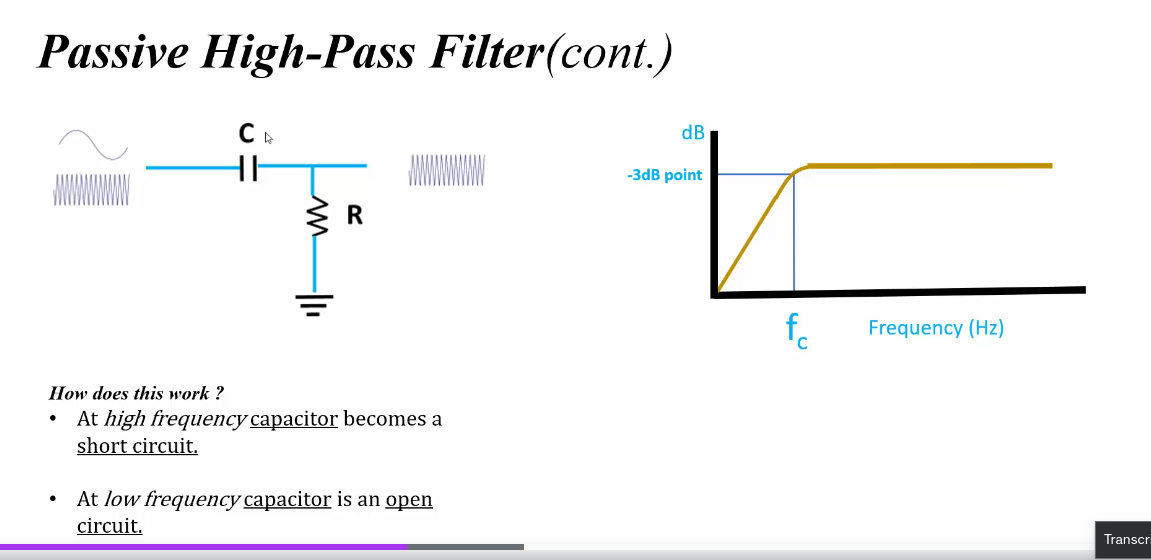 Passive High-Pass Filter(cont.)
C
R
dB
-3dB point
fc
Frequency (Hz)
How does this work ?
• At high frequency capacitor becomes a
short circuit.
• At low frequency capacitor is an open
circuit.
Transcr